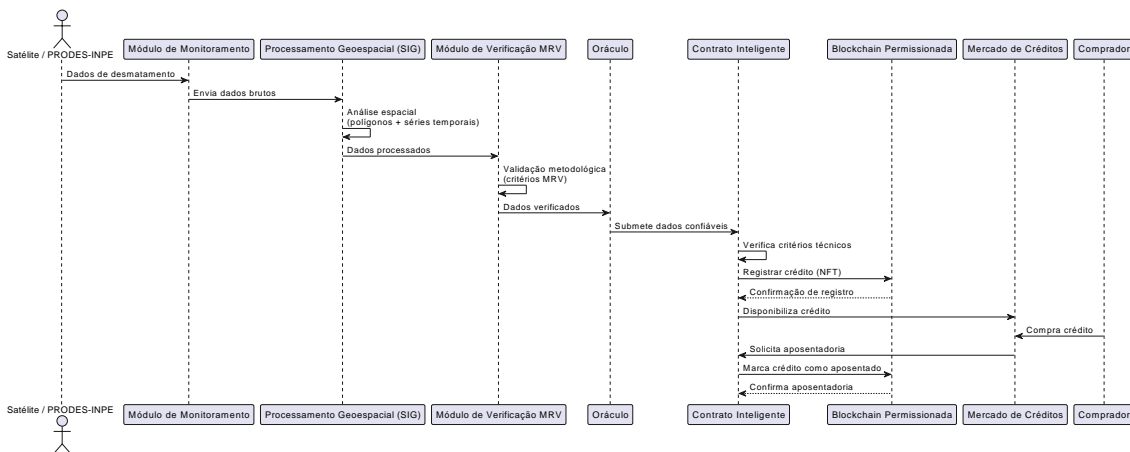 Satélite / PRODES-INPE
Módulo de Monitoramento
Processamento Geoespacial (SIG)
Módulo de Verificação MRV
Oráculo
Contrato Inteligente
Blockchain Permissionada
Mercado de Créditos
Comprador
Dados de desmatamento
Envia dados brutos
Análise espacial
(polígonos + séries temporais)
Dados processados
Validação metodológica
(critérios MRV)
Dados verificados
Submete dados confiáveis
Verifica critérios técnicos
Registrar crédito (NFT)
Confirmação de registro
Disponibiliza crédito
Compra crédito
Solicita aposentadoria
Marca crédito como aposentado
Confirma aposentadoria
Satélite / PRODES-INPE
Módulo de Monitoramento
Processamento Geoespacial (SIG)
Módulo de Verificação MRV
Oráculo
Contrato Inteligente
Blockchain Permissionada
Mercado de Créditos
Comprador